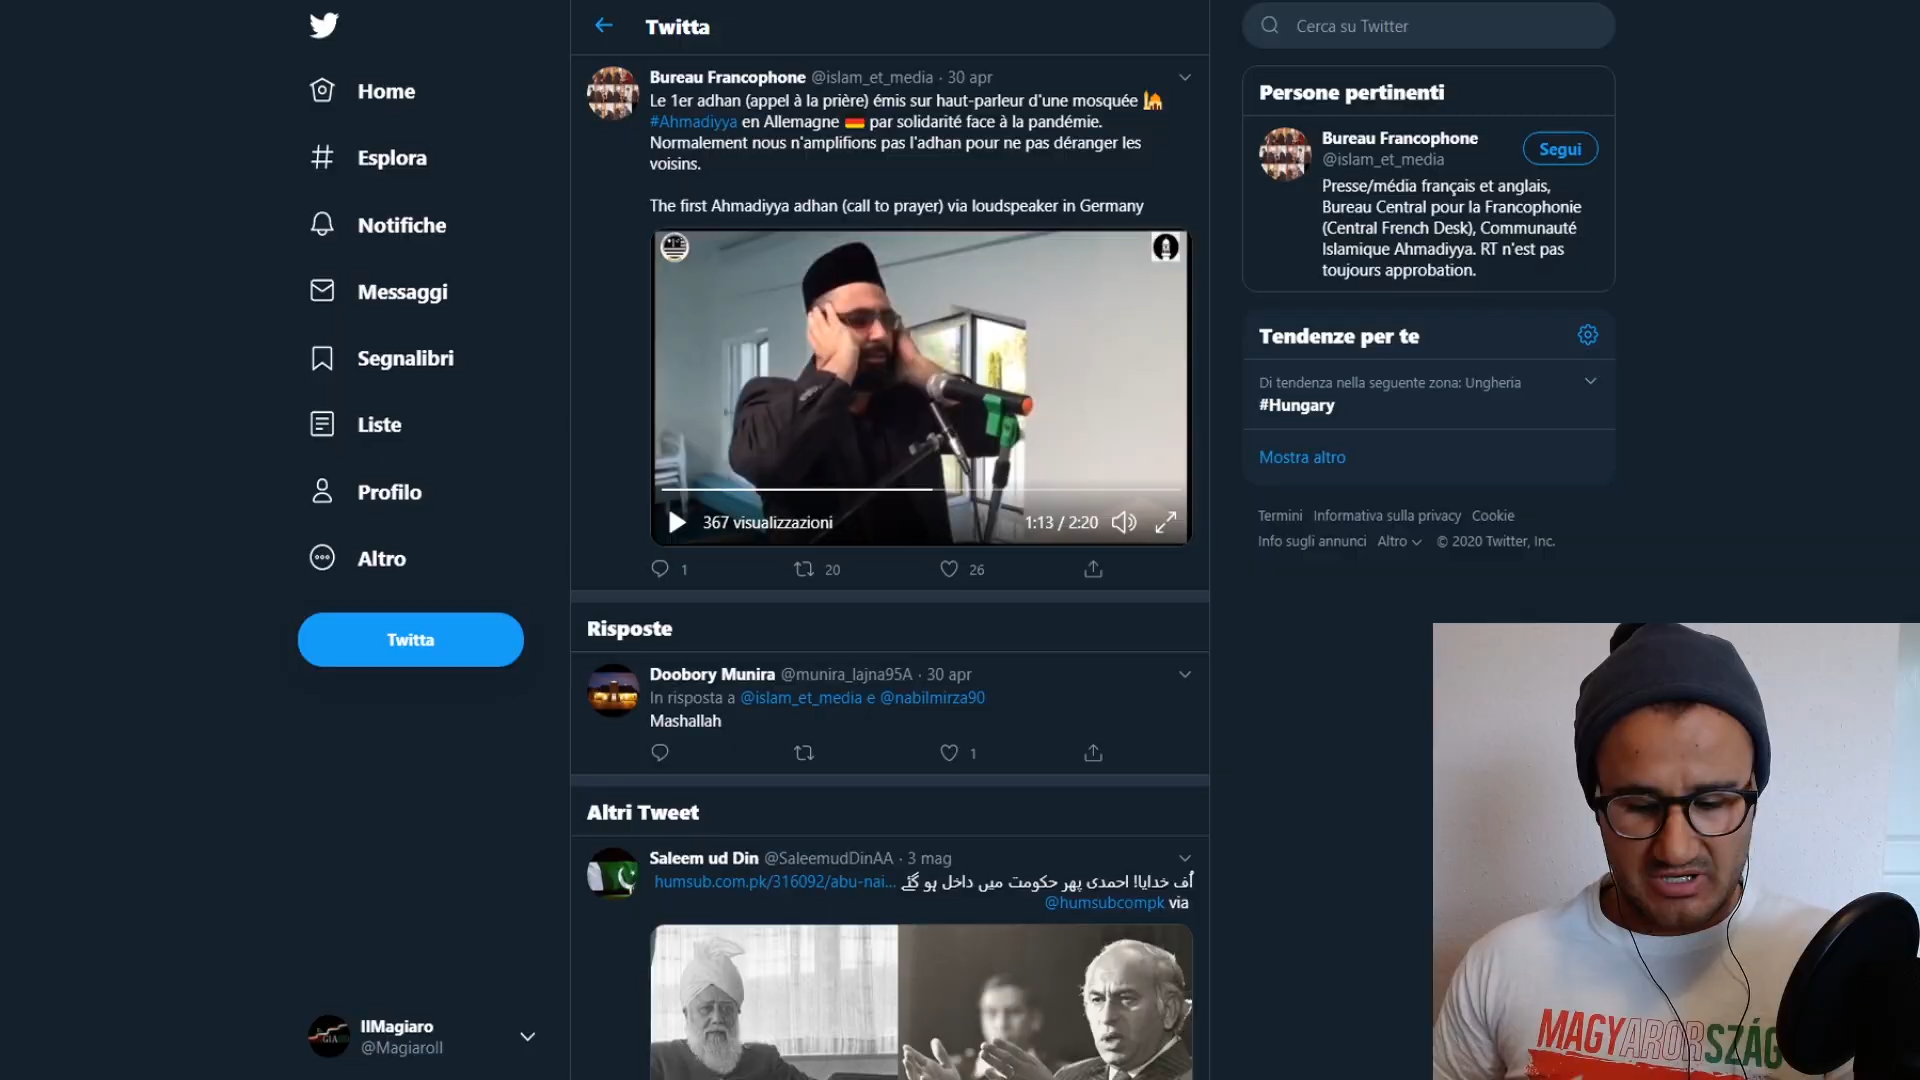 Home
Esplora
Notifiche
Messaggi
Segnalibri
Liste
Profilo
Altro
Twitta
IlMagiaro
@MagiaroIl
Twitta
Bureau Francophone @islam_et_media · 30 apr
Le 1er adhan (appel à la prière) émis sur haut-parleur d'une mosquée 🕌
#Ahmadiyya en Allemagne 🇩🇪 par solidarité face à la pandémie.
Normalement nous n'amplifions pas l'adhan pour ne pas déranger les
voisins.
The first Ahmadiyya adhan (call to prayer) via loudspeaker in Germany
367 visualizzazioni
1:13 / 2:20
1 20 26
Risposte
Doobory Munira @munira_lajna95A · 30 apr
In risposta a @islam_et_media e @nabilmirza90
Mashallah
1
Altri Tweet
Saleem ud Din @SaleemudDinAA · 3 mag
اُف خدایا! احمدی پھر حکومت میں داخل ہو گئے humsub.com.pk/316092/abu-nai...
@humsubcompk via
Cerca su Twitter
Persone pertinenti
Bureau Francophone
@islam_et_media
Segui
Presse/média français et anglais,
Bureau Central pour la Francophonie
(Central French Desk), Communauté
Islamique Ahmadiyya. RT n'est pas
toujours approbation.
Tendenze per te
Di tendenza nella seguente zona: Ungheria
#Hungary
Mostra altro
Termini Informativa sulla privacy Cookie
Info sugli annunci Altro © 2020 Twitter, Inc.
MAGYARORSZÁG